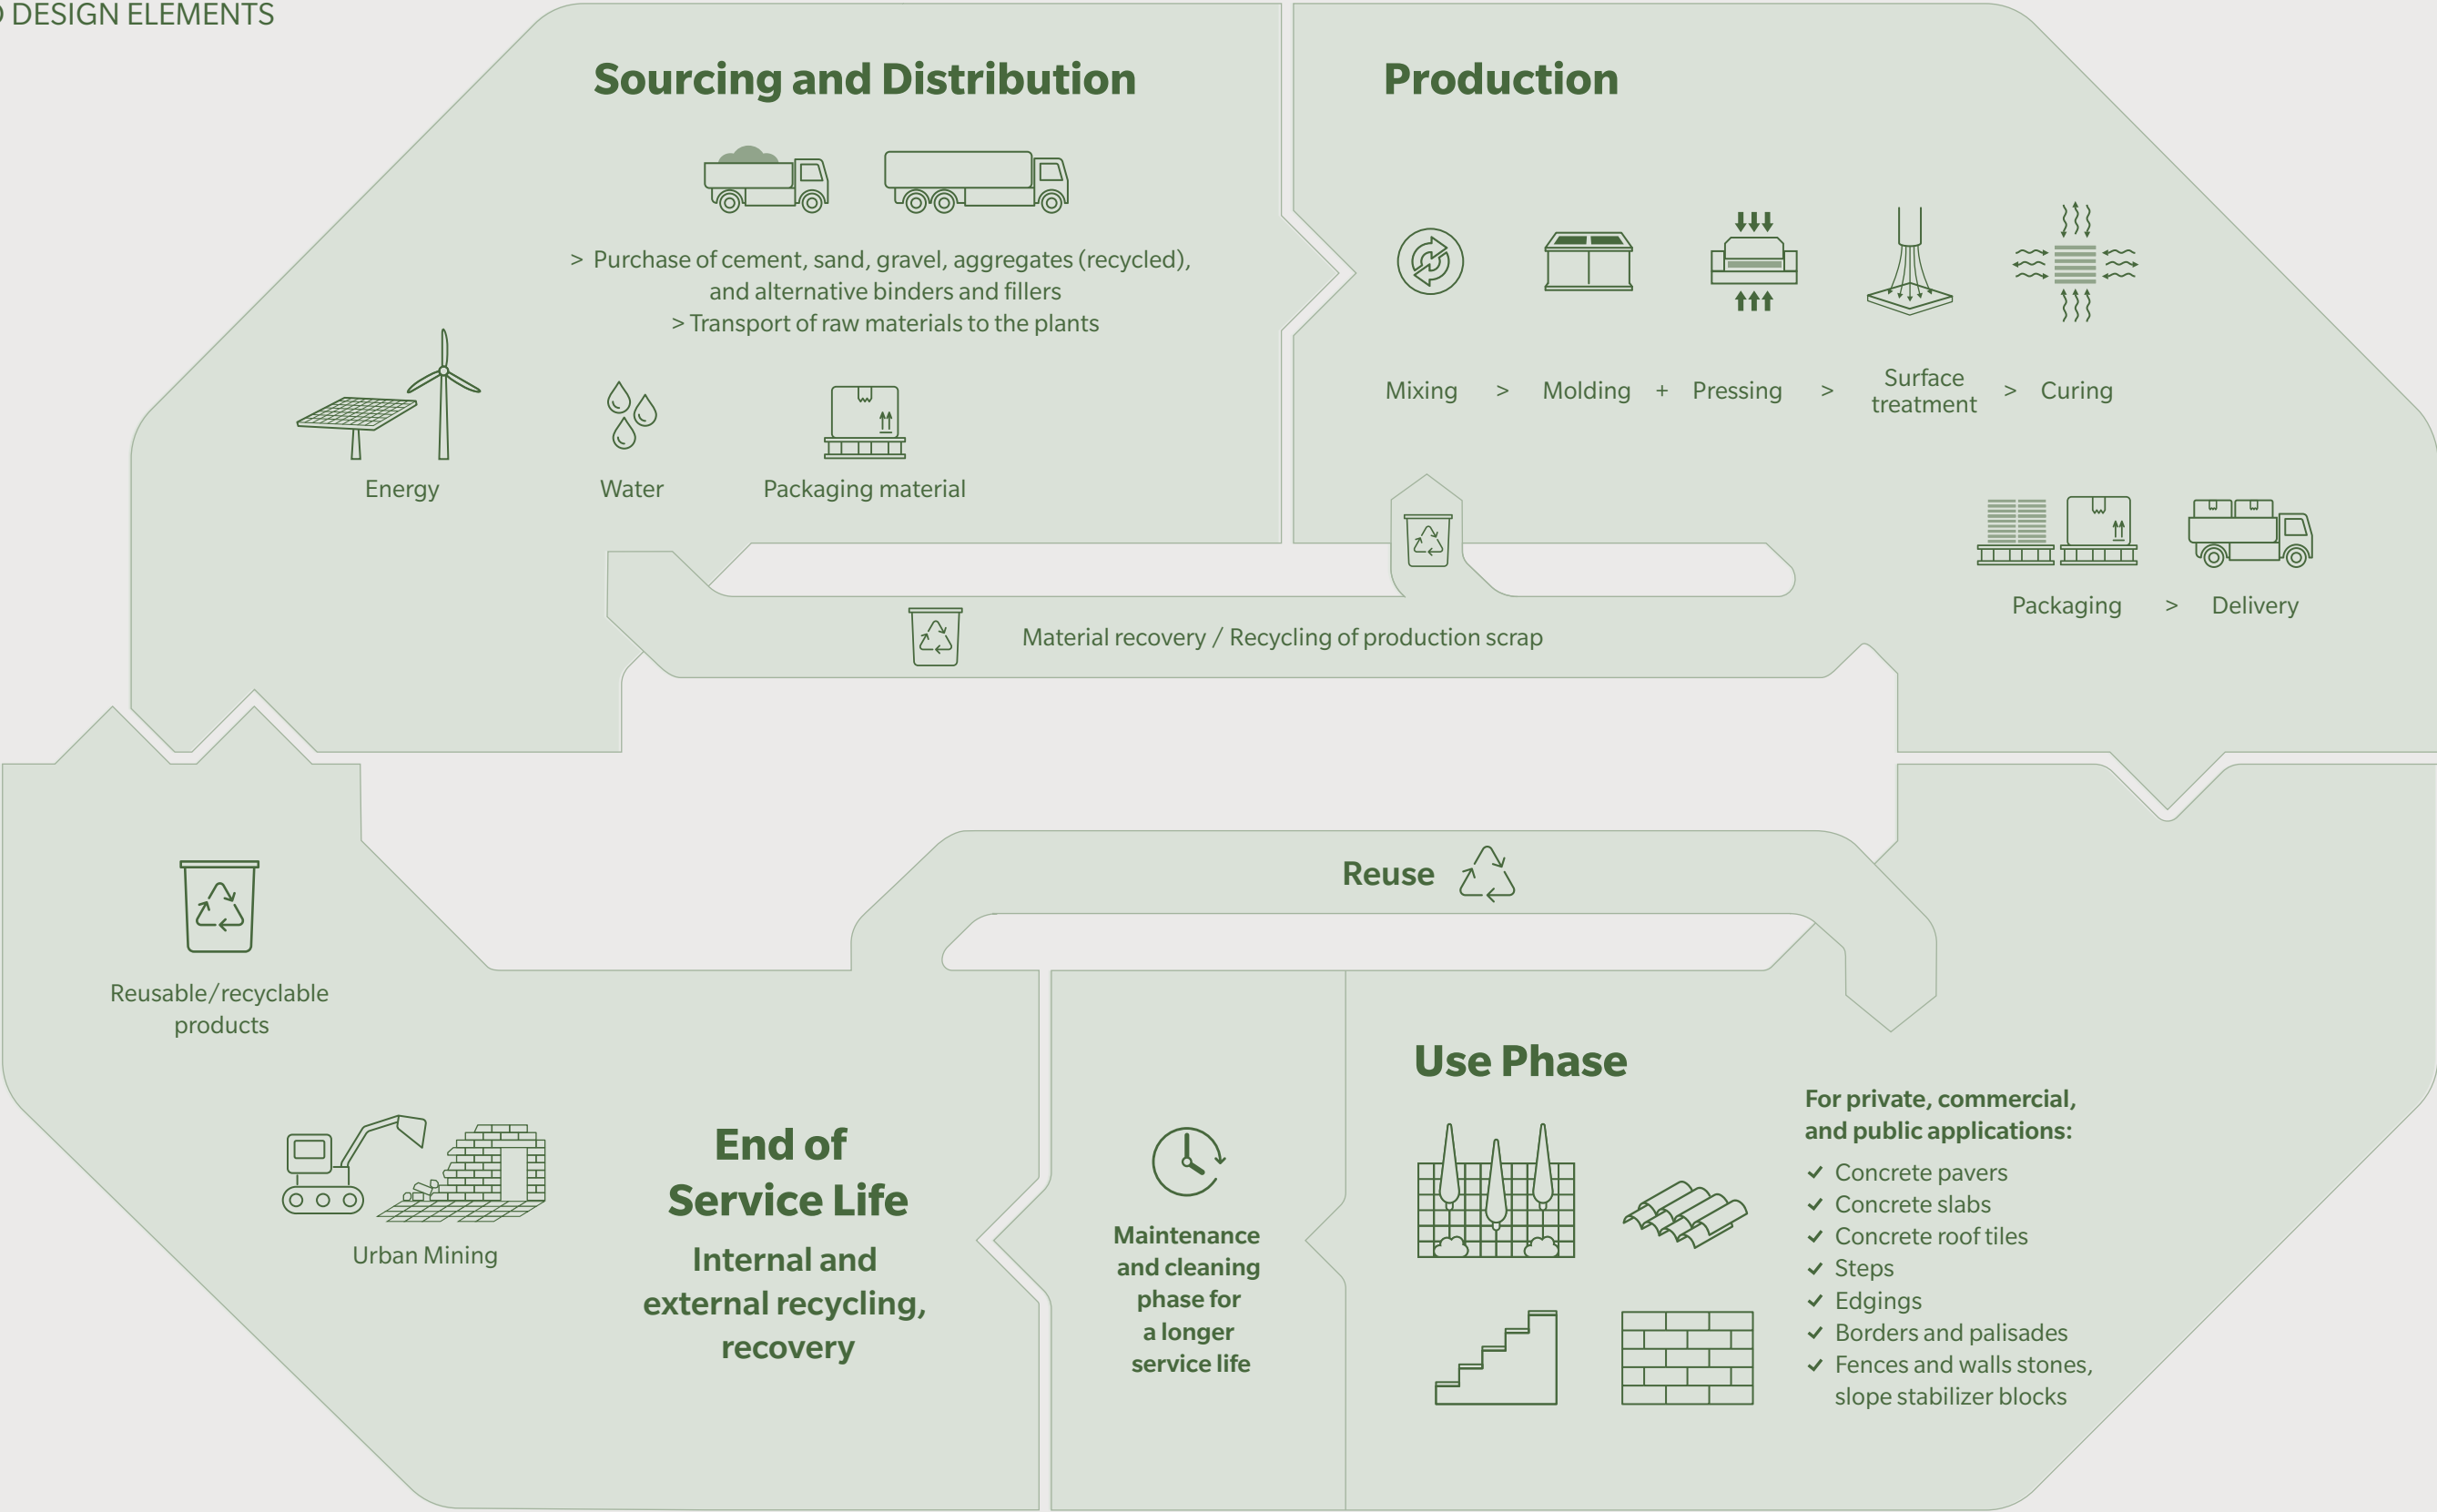 DESIGN ELEMENTS
Sourcing and Distribution
> Purchase of cement, sand, gravel, aggregates (recycled),
and alternative binders and fillers
> Transport of raw materials to the plants
Energy
Water
Packaging material
Production
Mixing > Molding + Pressing > Surface treatment > Curing
Packaging > Delivery
Material recovery / Recycling of production scrap
Reuse
Reusable/recyclable
products
Urban Mining
End of
Service Life
Internal and
external recycling,
recovery
Maintenance
and cleaning
phase for
a longer
service life
Use Phase
For private, commercial,
and public applications:
✓ Concrete pavers
✓ Concrete slabs
✓ Concrete roof tiles
✓ Steps
✓ Edgings
✓ Borders and palisades
✓ Fences and walls stones,
slope stabilizer blocks